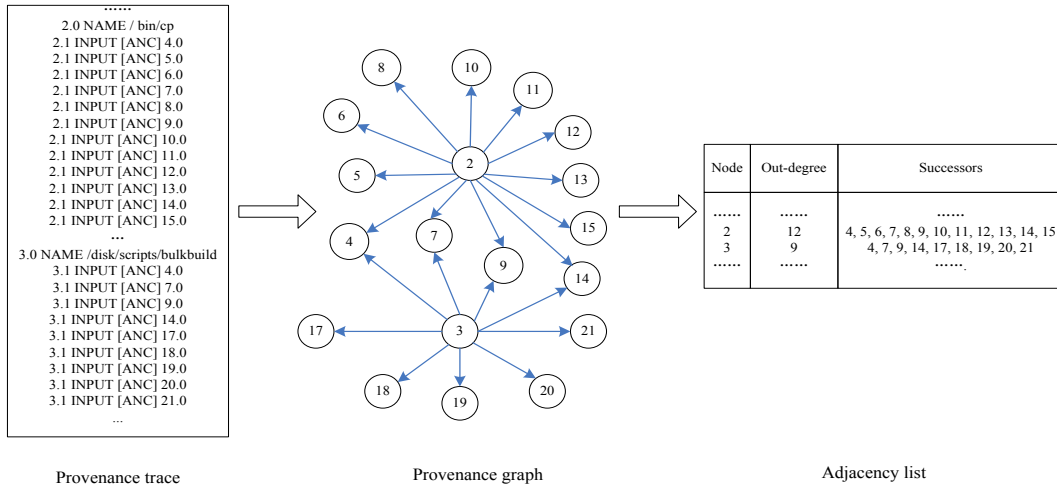 ......
2.0 NAME / bin/cp
2.1 INPUT [ANC] 4.0
2.1 INPUT [ANC] 5.0
2.1 INPUT [ANC] 6.0
2.1 INPUT [ANC] 7.0
2.1 INPUT [ANC] 8.0
2.1 INPUT [ANC] 9.0
2.1 INPUT [ANC] 10.0
2.1 INPUT [ANC] 11.0
2.1 INPUT [ANC] 12.0
2.1 INPUT [ANC] 13.0
2.1 INPUT [ANC] 14.0
2.1 INPUT [ANC] 15.0
...
3.0 NAME /disk/scripts/bulkbuild
3.1 INPUT [ANC] 4.0
3.1 INPUT [ANC] 7.0
3.1 INPUT [ANC] 9.0
3.1 INPUT [ANC] 14.0
3.1 INPUT [ANC] 17.0
3.1 INPUT [ANC] 18.0
3.1 INPUT [ANC] 19.0
3.1 INPUT [ANC] 20.0
3.1 INPUT [ANC] 21.0
...
Provenance trace
8
10
11
6
12
2
5
13
15
4
7
9
14
17
3
21
18
19
20
Provenance graph
Node Out-degree Successors
...... ...... ......
2 12 4, 5, 6, 7, 8, 9, 10, 11, 12, 13, 14, 15
3 9 4, 7, 9, 14, 17, 18, 19, 20, 21
...... ...... .......
Adjacency list